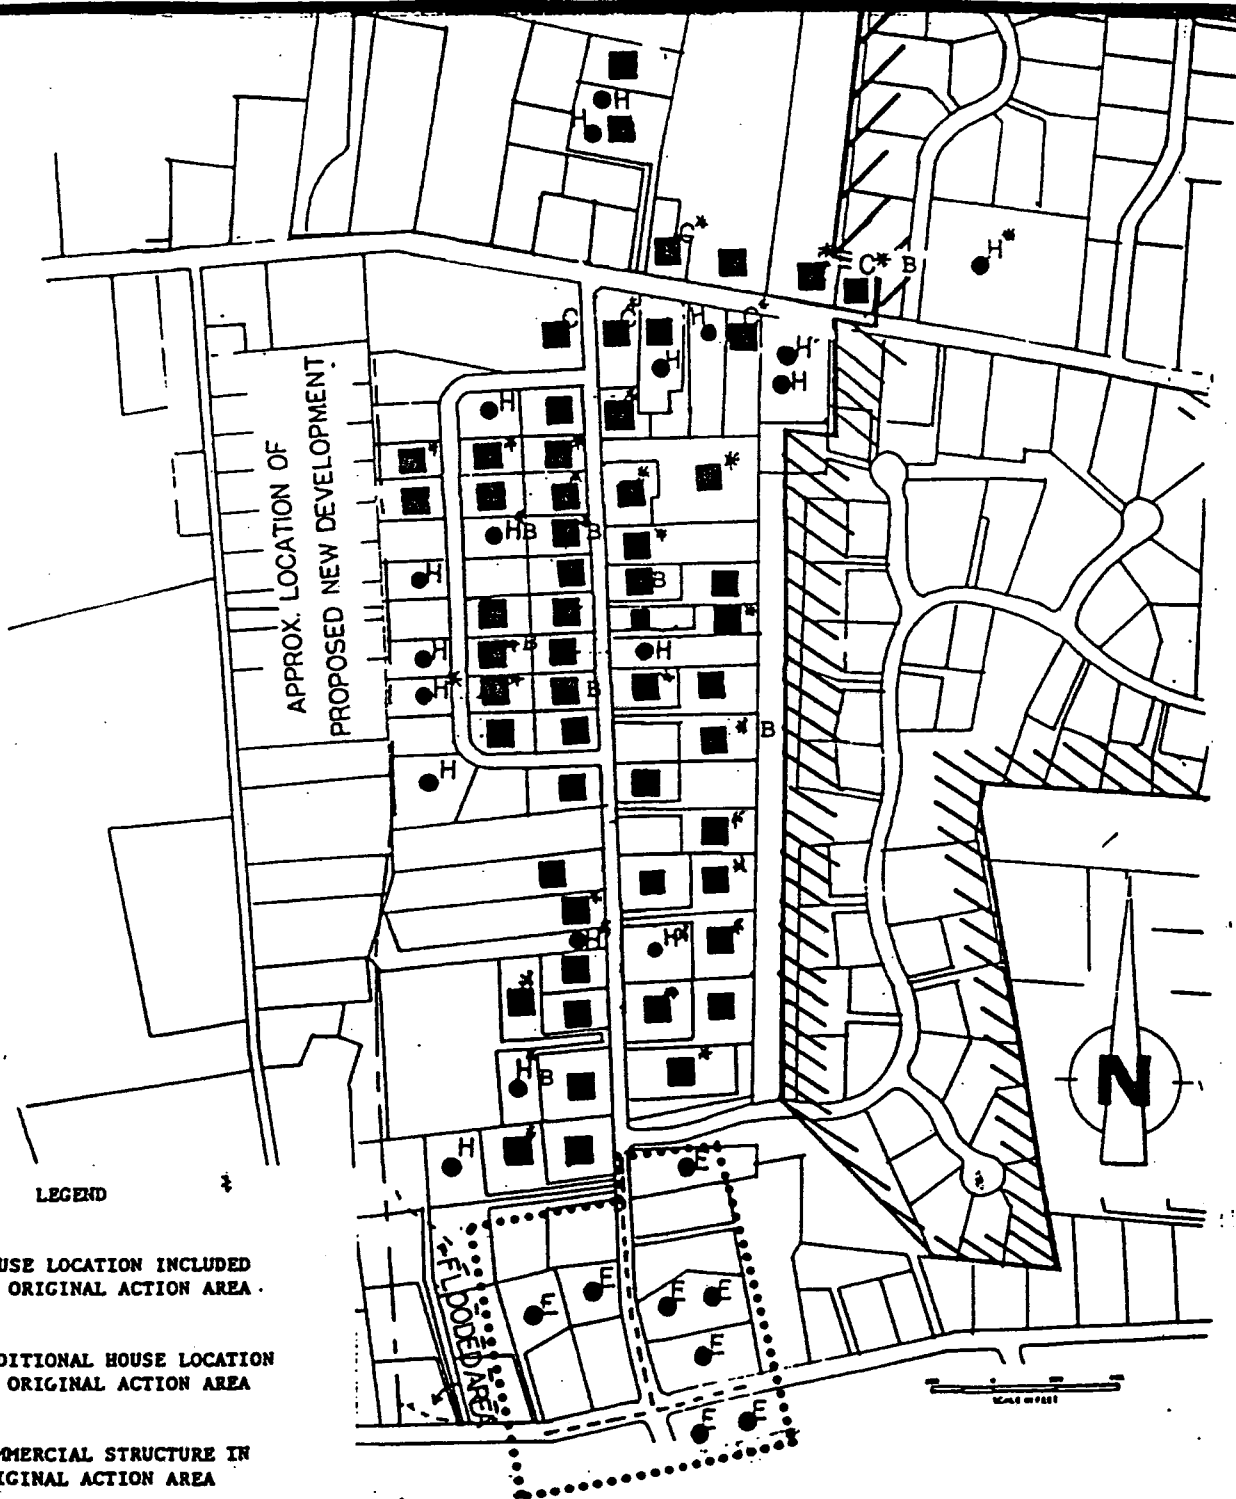 APPROX. LOCATION OF
PROPOSED NEW DEVELOPMENT
H
H
C*
*
C*
B
H*
C
C*
H
C
H
H
H
H
*
*
*
*
*
*
H
B
B
*
H
B
*
H
*
B
H
H*
*
B
*
*
B
H
*
*
*
H*
H*
*
*
*
H
B
*
H
*
E
FLOODED AREA
E
E
E
E
E
E
E
N
LEGEND
USE LOCATION INCLUDED
ORIGINAL ACTION AREA
DITIONAL HOUSE LOCATION
ORIGINAL ACTION AREA
MMERCIAL STRUCTURE IN
IGINAL ACTION AREA